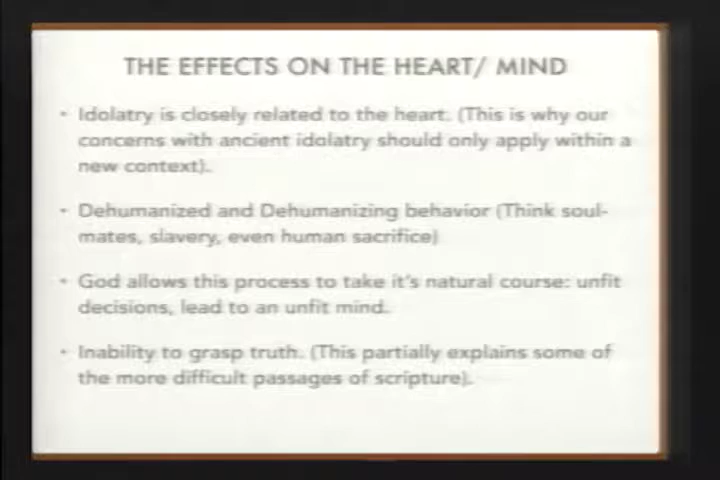 THE EFFECTS ON THE HEART/ MIND
• Idolatry is closely related to the heart. (This is why our
concerns with ancient idolatry should only apply within a
new context).
• Dehumanized and Dehumanizing behavior (Think soul-
mates, slavery, even human sacrifice)
• God allows this process to take it's natural course: unfit
decisions, lead to an unfit mind.
• Inability to grasp truth. (This partially explains some of
the more difficult passages of scripture).